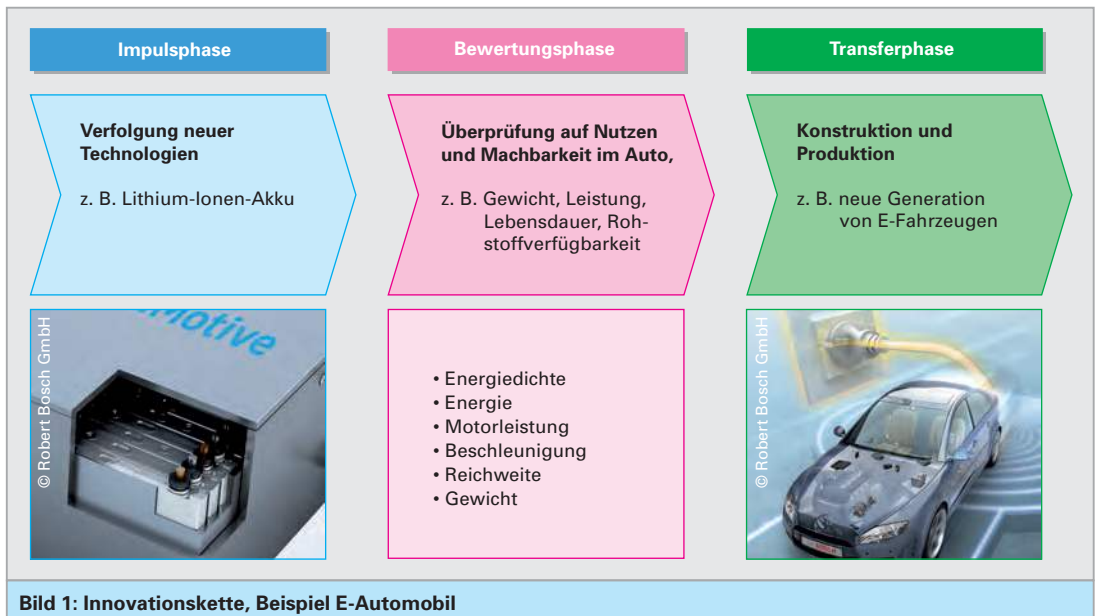 Impulsphase
Bewertungsphase
Transferphase
Verfolgung neuer
Technologien
z. B. Lithium-Ionen-Akku
Überprüfung auf Nutzen
und Machbarkeit im Auto,
z. B. Gewicht, Leistung,
Lebensdauer, Roh-
stoffverfügbarkeit
Konstruktion und
Produktion
z. B. neue Generation
von E-Fahrzeugen
© Robert Bosch GmbH
• Energiedichte
• Energie
• Motorleistung
• Beschleunigung
• Reichweite
• Gewicht
© Robert Bosch GmbH
Bild 1: Innovationskette, Beispiel E-Automobil